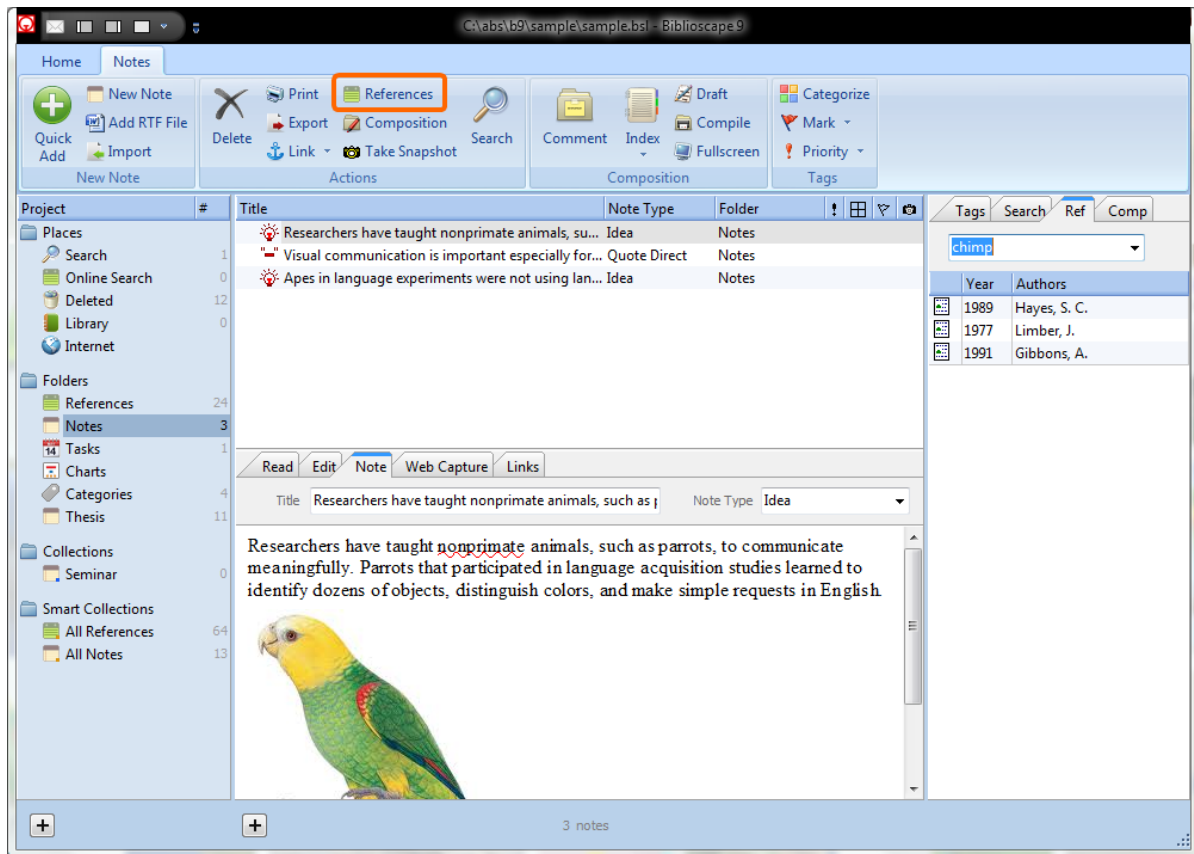 C:\abs\b9\sample\sample.bsl - Biblioscape 9
Home Notes
Quick Add
New Note
Add RTF File
Import
New Note
Delete
Print
Export
Link
References
Composition
Take Snapshot
Search
Actions
Comment
Index
Draft
Compile
Fullscreen
Composition
Categorize
Mark
Priority
Tags
Project #
Places
Search 1
Online Search 0
Deleted 12
Library 0
Internet
Folders
References 24
Notes 3
14 Tasks 1
Charts
Categories 4
Thesis 11
Collections
Seminar 0
Smart Collections
All References 64
All Notes 13
Title Note Type Folder !
Researchers have taught nonprimate animals, su... Idea Notes
Visual communication is important especially for... Quote Direct Notes
Apes in language experiments were not using lan... Idea Notes
Read Edit Note Web Capture Links
Title Researchers have taught nonprimate animals, such as p Note Type Idea
Researchers have taught nonprimate animals, such as parrots, to communicate
meaningfully. Parrots that participated in language acquisition studies learned to
identify dozens of objects, distinguish colors, and make simple requests in English.
Tags Search Ref Comp
chimp
Year Authors
1989 Hayes, S. C.
1977 Limber, J.
1991 Gibbons, A.
3 notes